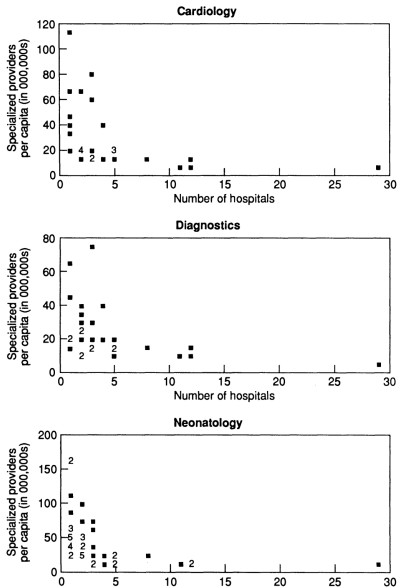 Cardiology
Specialized providers
per capita (in 000,000s)
120
100
80
60
40
20
0
4
3
2
0 5 10 15 20 25 30
Number of hospitals
Diagnostics
Specialized providers
per capita (in 000,000s)
80
60
40
20
0
2
2
2
2
2
0 5 10 15 20 25 30
Number of hospitals
Neonatology
Specialized providers
per capita (in 000,000s)
200
150
100
50
0
2
3
5 3
4 2
2 5 2
2 2 2
0 5 10 15 20 25 30